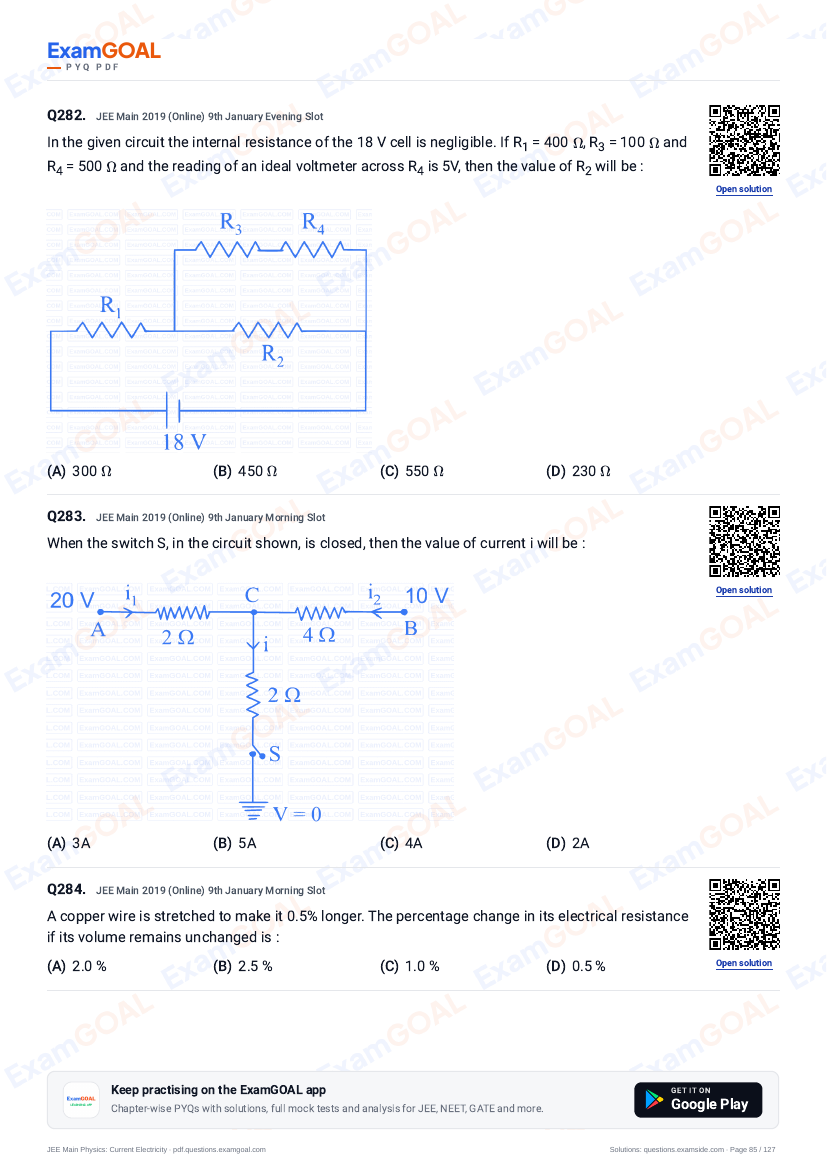 ExamGOAL
PYQ PDF
Q282. JEE Main 2019 (Online) 9th January Evening Slot
In the given circuit the internal resistance of the 18 V cell is negligible. If R1 = 400 Ω, R3 = 100 Ω and
R4 = 500 Ω and the reading of an ideal voltmeter across R4 is 5V, then the value of R2 will be :
Open solution
R3 R4
R1
R2
18 V
(A) 300 Ω (B) 450 Ω (C) 550 Ω (D) 230 Ω
Q283. JEE Main 2019 (Online) 9th January Morning Slot
When the switch S, in the circuit shown, is closed, then the value of current i will be :
Open solution
20 V i1 C i2 10 V
A 2 Ω 4 Ω B
i
2 Ω
S
V = 0
(A) 3A (B) 5A (C) 4A (D) 2A
Q284. JEE Main 2019 (Online) 9th January Morning Slot
A copper wire is stretched to make it 0.5% longer. The percentage change in its electrical resistance
if its volume remains unchanged is :
(A) 2.0 % (B) 2.5 % (C) 1.0 % (D) 0.5 %
Open solution
ExamGOAL
Keep practising on the ExamGOAL app
Chapter-wise PYQs with solutions, full mock tests and analysis for JEE, NEET, GATE and more.
GET IT ON
Google Play
JEE Main Physics: Current Electricity · pdf.questions.examgoal.com
Solutions: questions.examside.com · Page 85 / 127